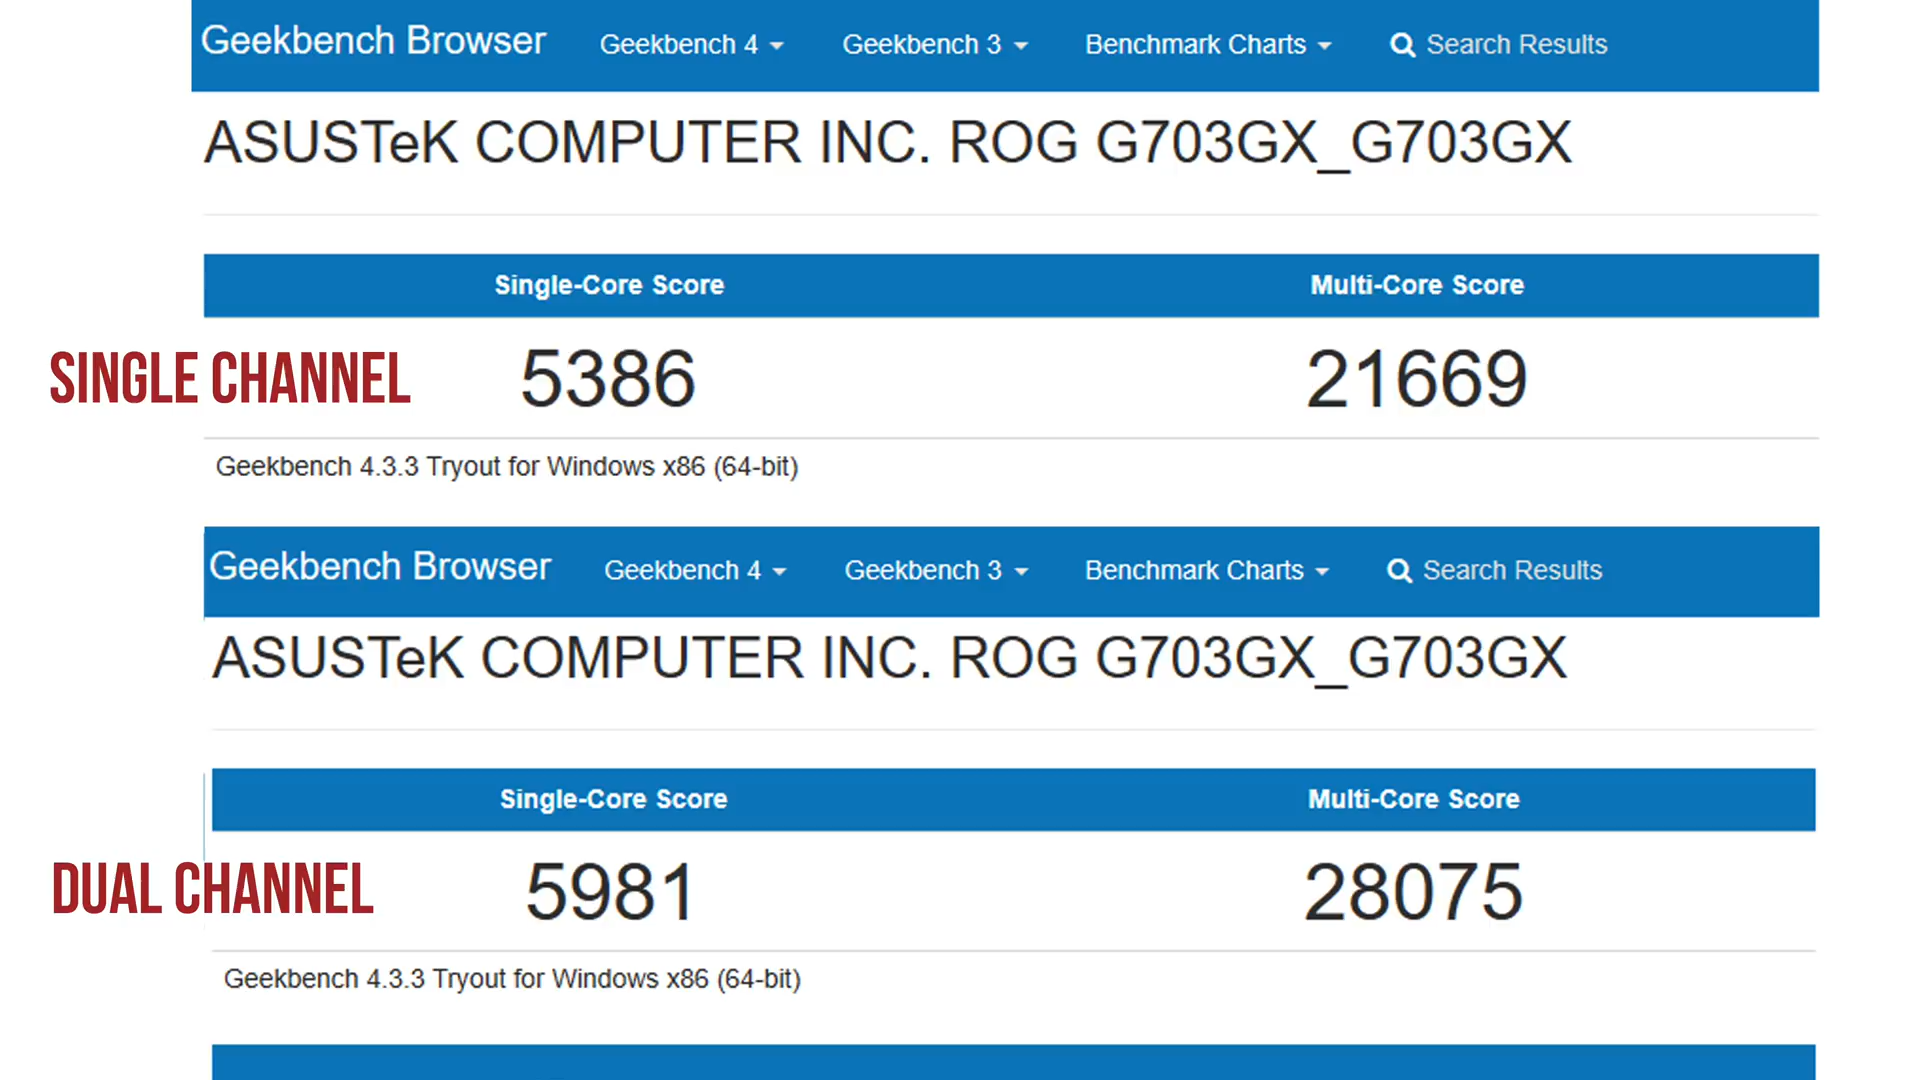 Geekbench Browser Geekbench 4 Geekbench 3 Benchmark Charts Search Results
ASUSTeK COMPUTER INC. ROG G703GX_G703GX
Single-Core Score Multi-Core Score
SINGLE CHANNEL 5386 21669
Geekbench 4.3.3 Tryout for Windows x86 (64-bit)
Geekbench Browser Geekbench 4 Geekbench 3 Benchmark Charts Search Results
ASUSTeK COMPUTER INC. ROG G703GX_G703GX
Single-Core Score Multi-Core Score
DUAL CHANNEL 5981 28075
Geekbench 4.3.3 Tryout for Windows x86 (64-bit)